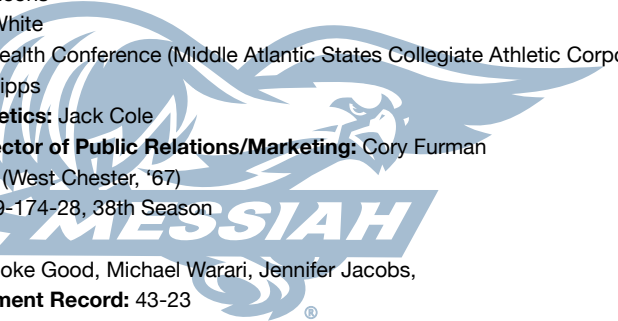 White
ealth Conference (Middle Atlantic States Collegiate Athletic Corpo
ipps
etics: Jack Cole
ector of Public Relations/Marketing: Cory Furman
(West Chester, ‘67)
9-174-28, 38th Season
MESSIAH
oke Good, Michael Warari, Jennifer Jacobs,
ment Record: 43-23
®